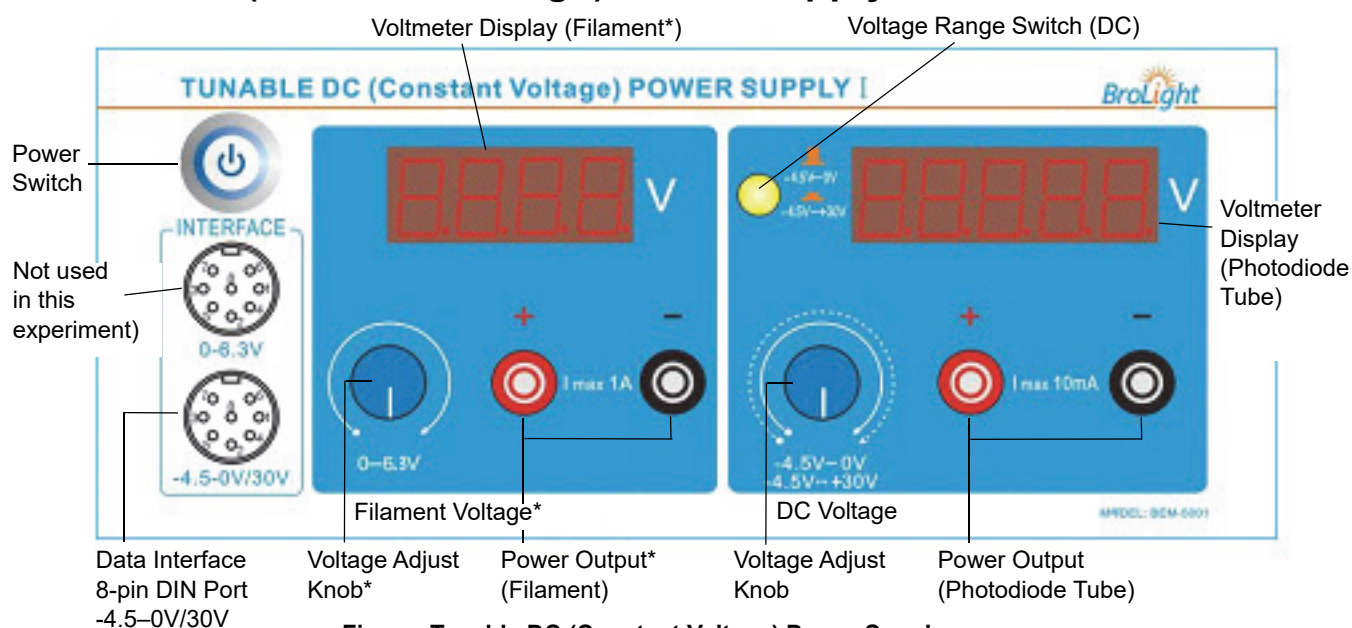 Voltmeter Display (Filament*)
Voltage Range Switch (DC)
TUNABLE DC (Constant Voltage) POWER SUPPLY I
BroLight
Power
Switch
V
-4.5V—0V
-4.5V—+30V
V
Voltmeter
Display
(Photodiode
Tube)
INTERFACE
Not used
in this
experiment)
0-6.3V
-4.5-0V/30V
+
−
I max 1A
0—6.3V
+
−
I max 10mA
-4.5V—0V
-4.5V—+30V
Filament Voltage*
DC Voltage
MODEL: BEM-5001
Data Interface
8-pin DIN Port
-4.5–0V/30V
Voltage Adjust
Knob*
Power Output*
(Filament)
Voltage Adjust
Knob
Power Output
(Photodiode Tube)